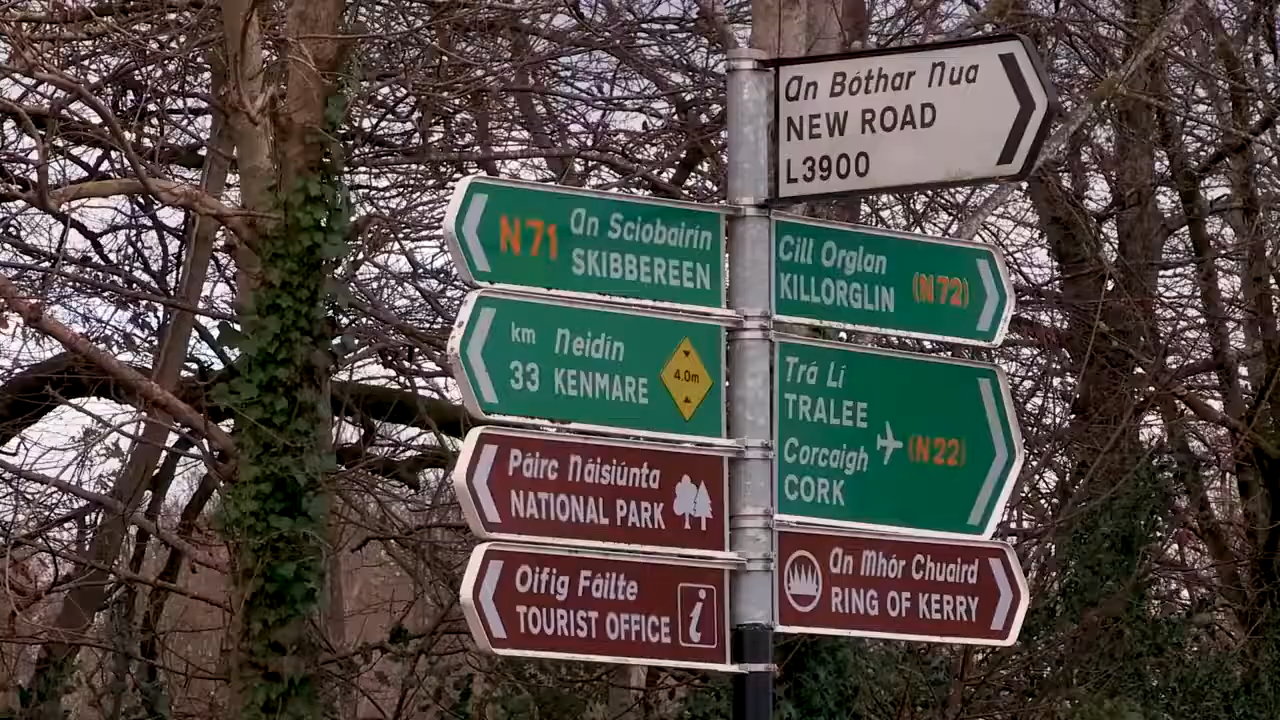 An Bóthar Nua
NEW ROAD
L3900
N71
An Sciobairín
SKIBBEREEN
km Neidín
33 KENMARE
4.0m
Páirc Náisiúnta
NATIONAL PARK
Oifig Fáilte
TOURIST OFFICE
i
Cill Orglan
KILLORGLIN
(N72)
Trá Lí
TRALEE
Corcaigh
CORK
(N22)
An Mhór Chuaird
RING OF KERRY